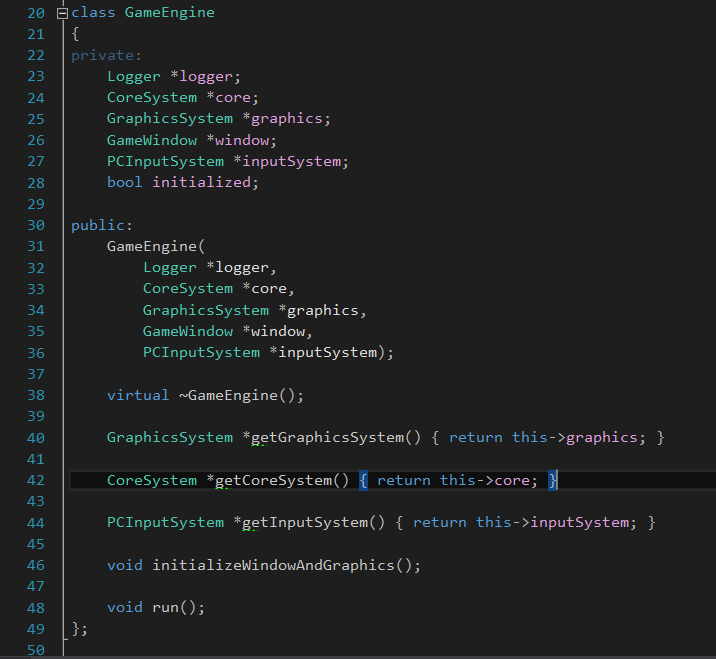 20 class GameEngine
21 {
22 private:
23     Logger *logger;
24     CoreSystem *core;
25     GraphicsSystem *graphics;
26     GameWindow *window;
27     PCInputSystem *inputSystem;
28     bool initialized;
29
30 public:
31     GameEngine(
32         Logger *logger,
33         CoreSystem *core,
34         GraphicsSystem *graphics,
35         GameWindow *window,
36         PCInputSystem *inputSystem);
37
38     virtual ~GameEngine();
39
40     GraphicsSystem *getGraphicsSystem() { return this->graphics; }
41
42     CoreSystem *getCoreSystem() { return this->core; }
43
44     PCInputSystem *getInputSystem() { return this->inputSystem; }
45
46     void initializeWindowAndGraphics();
47
48     void run();
49 };
50